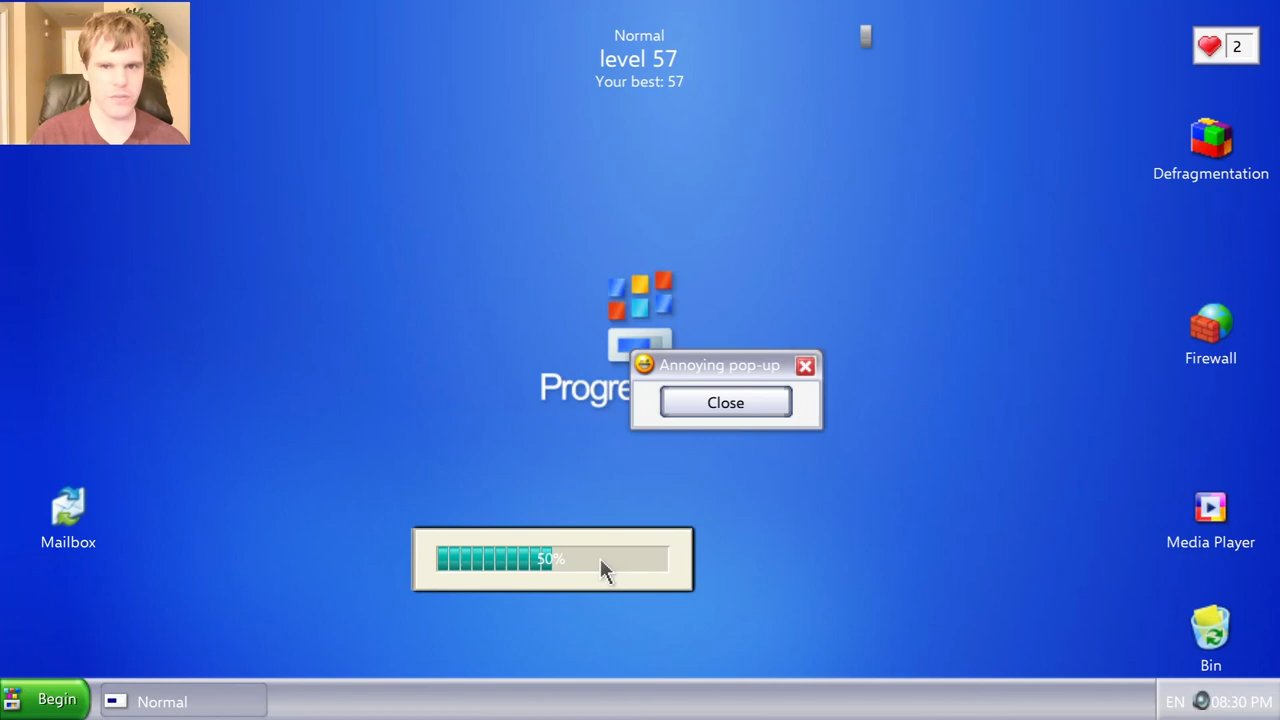 Normal
level 57
Your best: 57
2
Defragmentation
Progre
Annoying pop-up
Close
Firewall
Mailbox
50%
Media Player
Bin
Begin
Normal
EN 08:30 PM